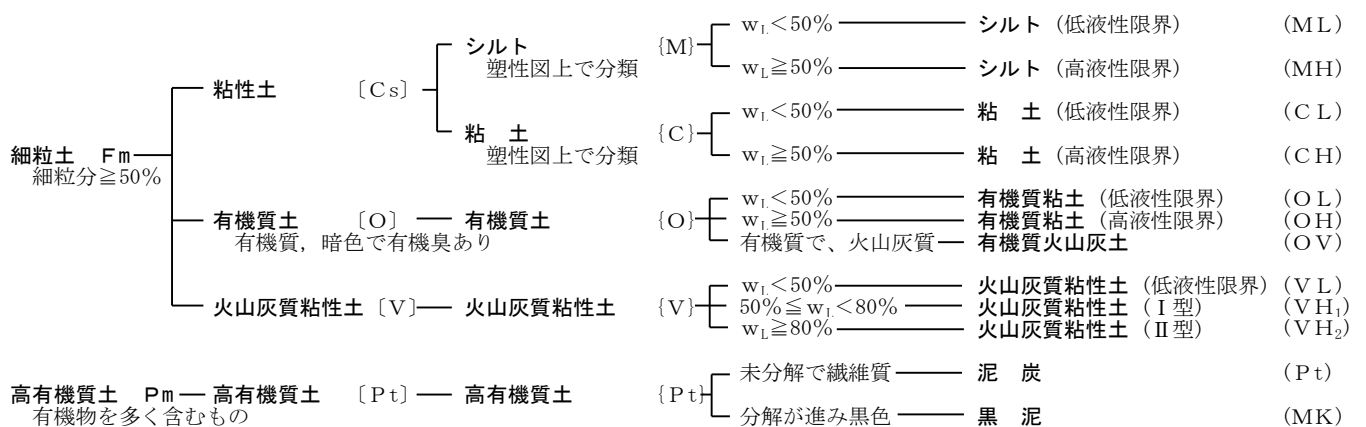 w_L＜50% シルト（低液性限界） （ＭＬ）
シルト {M}
塑性図上で分類
w_L≧50% シルト（高液性限界） （ＭＨ）
粘性土 〔Ｃｓ〕
w_L＜50% 粘　土（低液性限界） （ＣＬ）
粘　土 {C}
塑性図上で分類
w_L≧50% 粘　土（高液性限界） （ＣＨ）
細粒土　Ｆｍ
細粒分≧50%
w_L＜50% 有機質粘土（低液性限界） （ＯＬ）
有機質土 〔Ｏ〕 有機質土 {O} w_L≧50% 有機質粘土（高液性限界） （ＯＨ）
有機質，暗色で有機臭あり 有機質で、火山灰質 有機質火山灰土 （ＯＶ）
w_L＜50% 火山灰質粘性土（低液性限界） （ＶＬ）
火山灰質粘性土 〔Ｖ〕 火山灰質粘性土 {V} 50%≦w_L＜80% 火山灰質粘性土（Ⅰ型） （ＶＨ₁）
w_L≧80% 火山灰質粘性土（Ⅱ型） （ＶＨ₂）
未分解で繊維質 泥　炭 （Ｐｔ）
高有機質土　Ｐｍ 高有機質土 〔Ｐｔ〕 高有機質土 {Pt}
有機物を多く含むもの 分解が進み黒色 黒　泥 （ＭＫ）